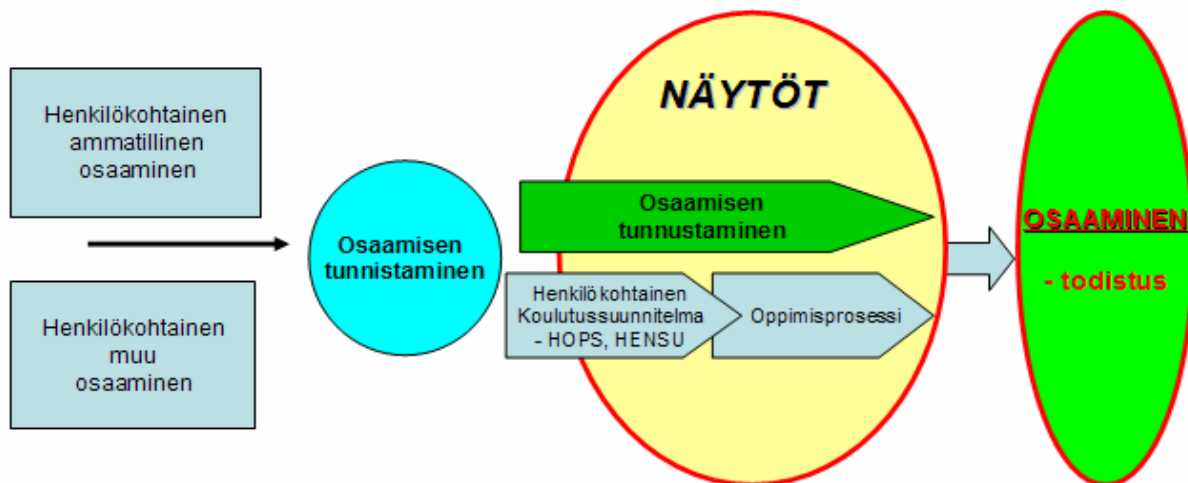 Henkilökohtainen
ammatillinen
osaaminen
Henkilökohtainen
muu
osaaminen
Osaamisen
tunnistaminen
NÄYTÖT
Osaamisen
tunnustaminen
Henkilökohtainen
Koulutussuunnitelma
- HOPS, HENSU
Oppimisprosessi
OSAAMINEN
- todistus